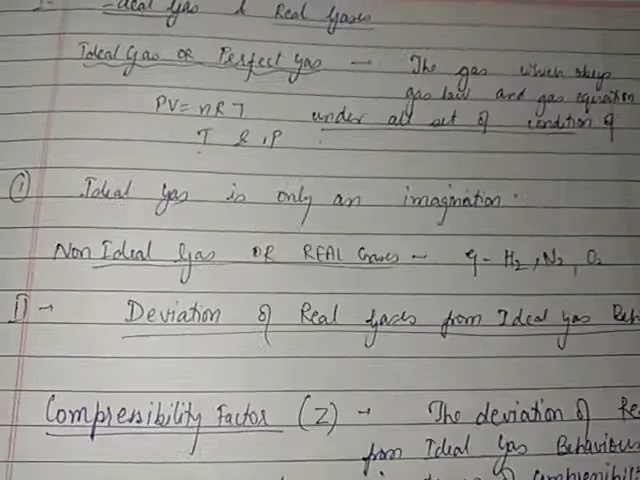 Ideal Gas & Real Gases
Ideal Gas OR Perfect Gas — The gas which obeys
gas law and gas equation
PV = nRT under all set of condition of
T & P
① Ideal gas is only an imagination.
Non Ideal Gas OR REAL Gases — eg - H₂, N₂, O₂
II → Deviation of Real gases from Ideal gas Beh
Compressibility Factor (Z) → The deviation of Re
from Ideal Gas Behaviour
of compressibil